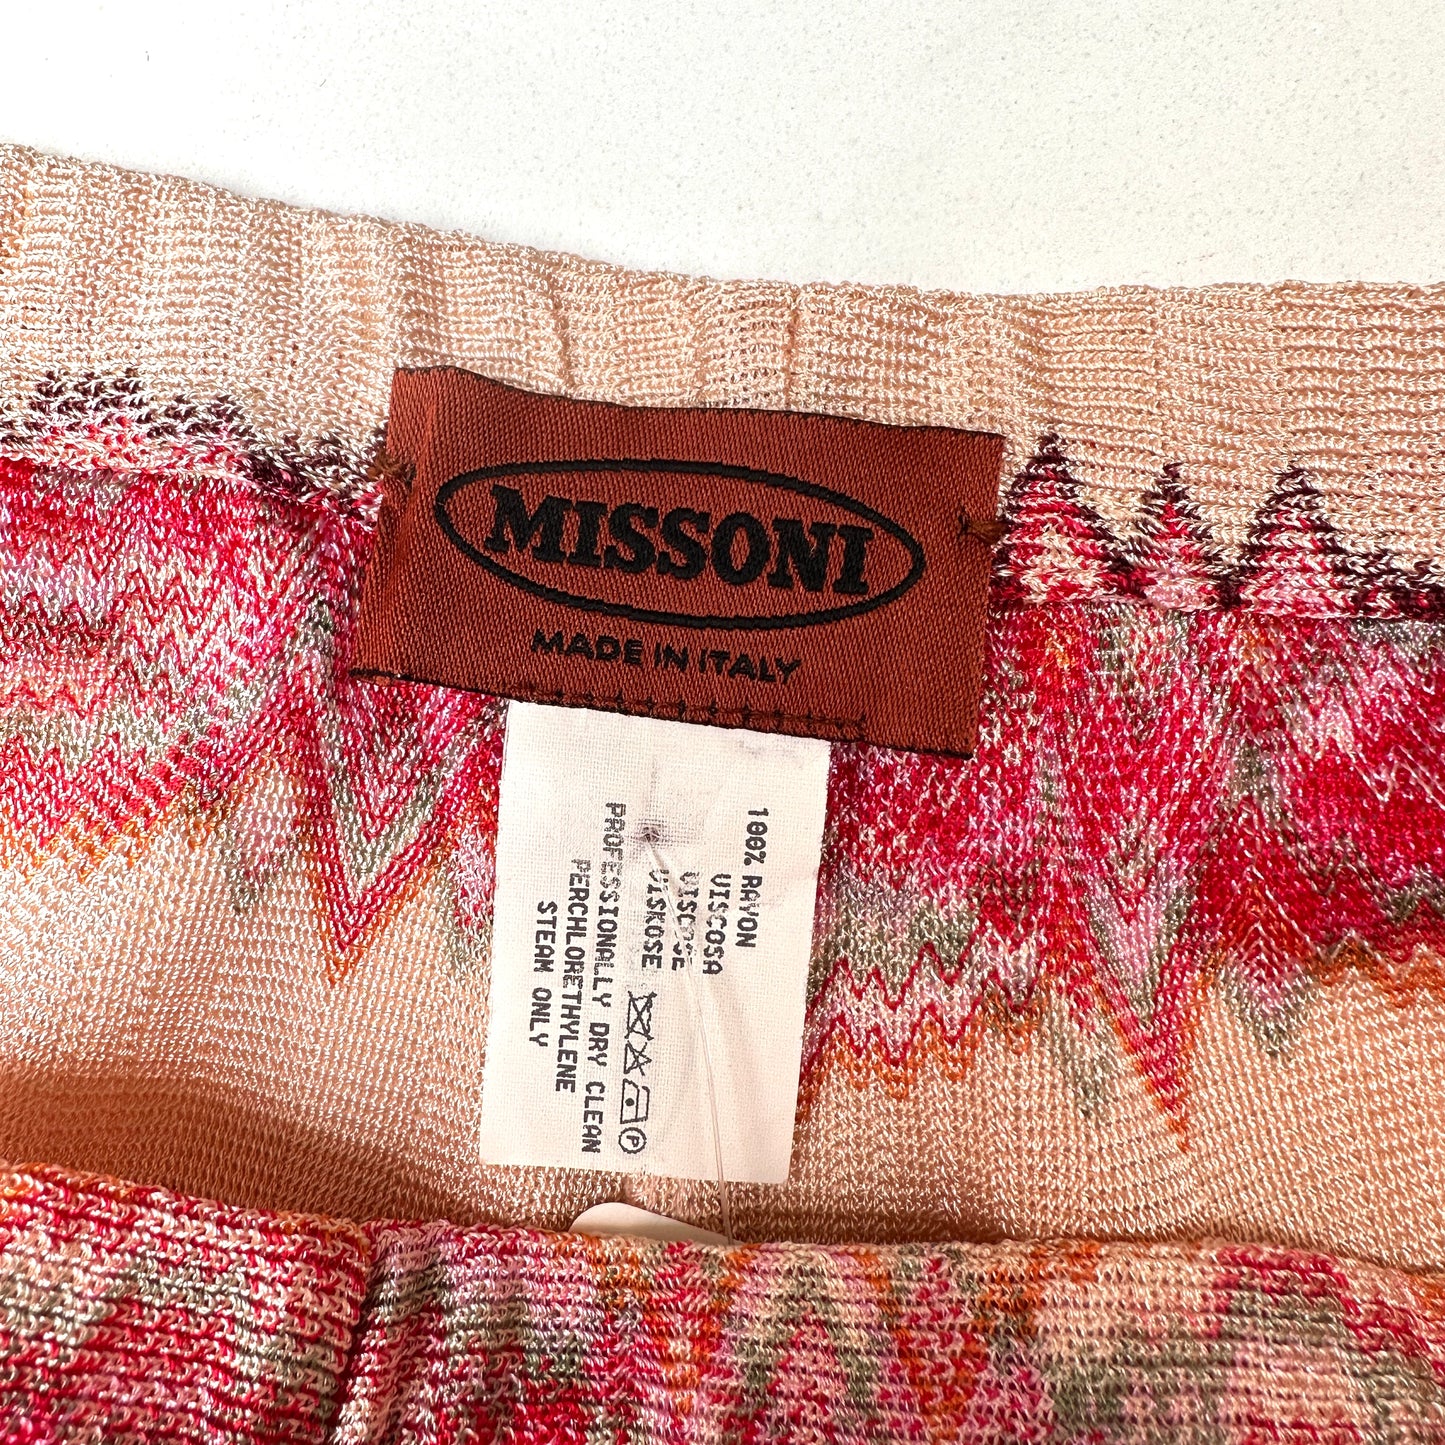 MISSONI
MADE IN ITALY
100% RAYON
VISCOSA
VISCOSE
VISKOSE
P
PROFESSIONALLY DRY CLEAN
PERCHLORETHYLENE
STEAM ONLY